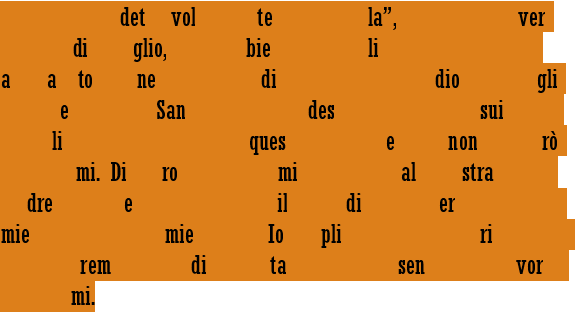 det vol te la”, ver
di glio, bie li
a a to ne di dio gli
e San des sui
li ques e non rò
mi. Di ro mi al stra
dre e il di er
mie mie Io pli ri
rem di ta sen vor
mi.